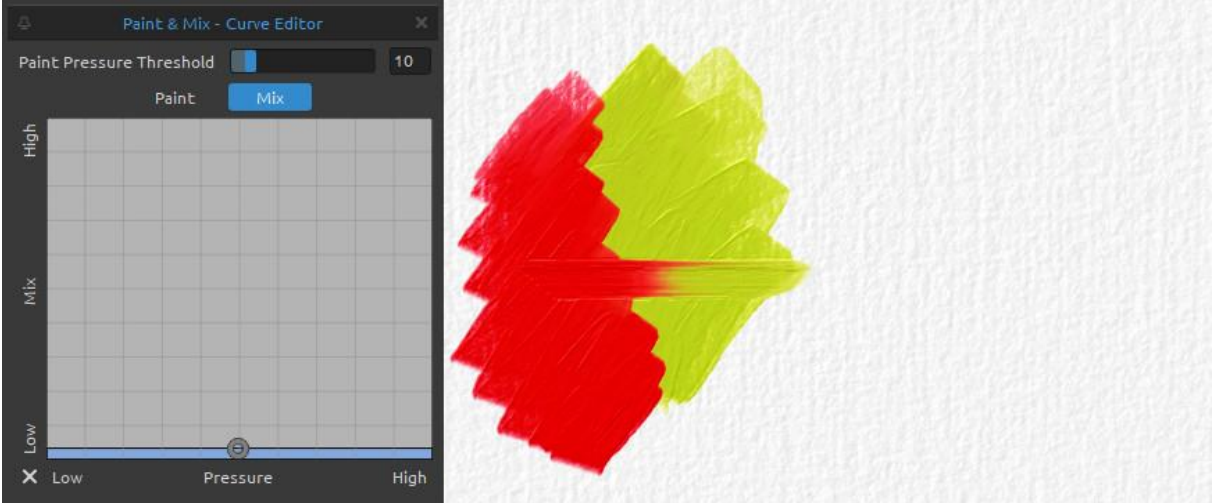 Paint & Mix - Curve Editor
Paint Pressure Threshold 10
Paint Mix
High
Mix
Low
Low Pressure High